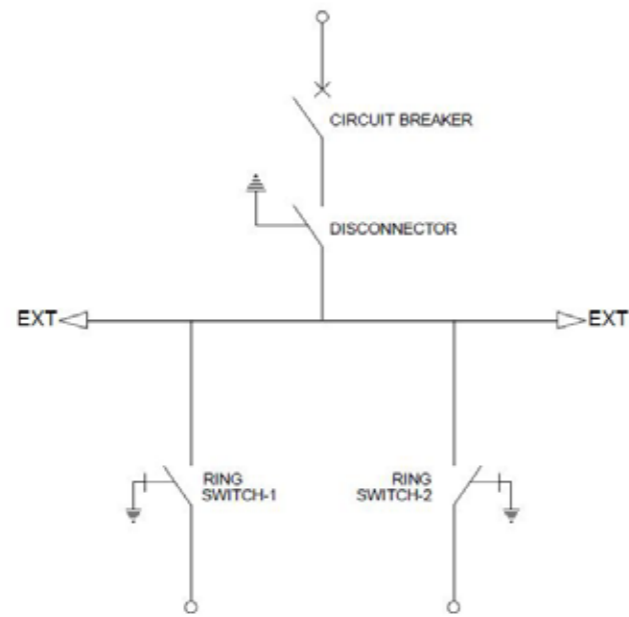 CIRCUIT BREAKER
DISCONNECTOR
EXT
EXT
RING
SWITCH-1
RING
SWITCH-2